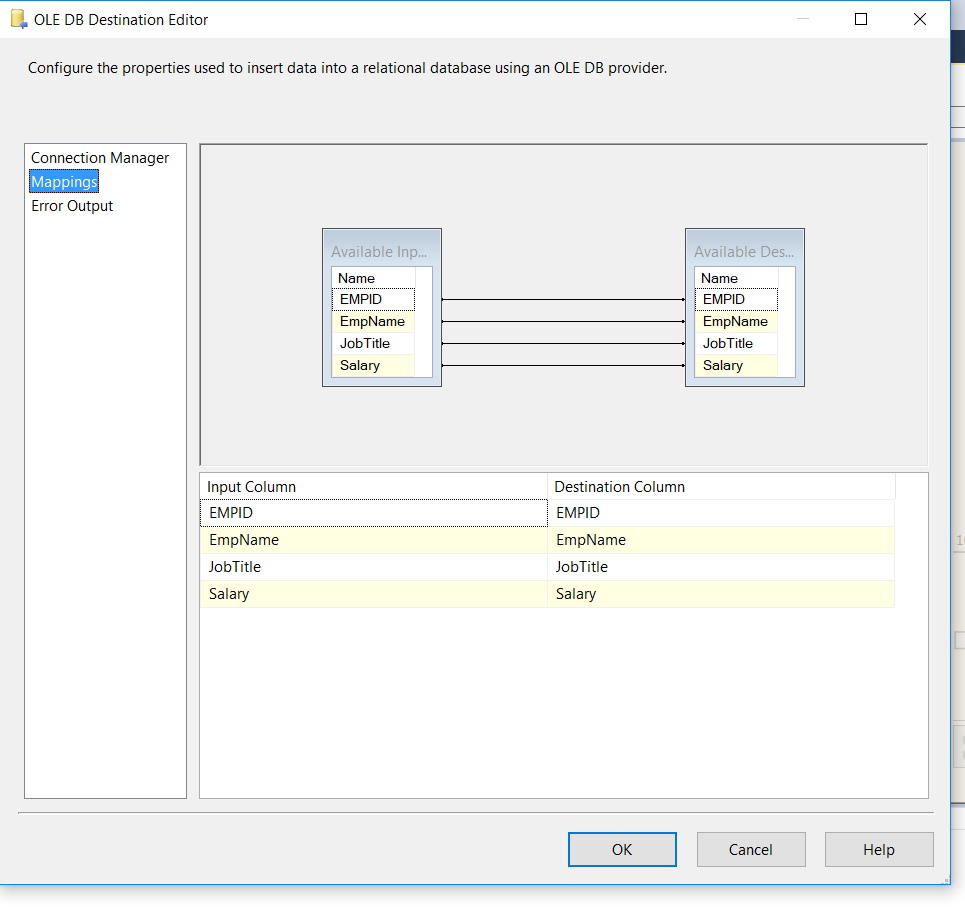 OLE DB Destination Editor
Configure the properties used to insert data into a relational database using an OLE DB provider.
Connection Manager
Mappings
Error Output
Available Inp...
Name
EMPID
EmpName
JobTitle
Salary
Available Des...
Name
EMPID
EmpName
JobTitle
Salary
Input Column Destination Column
EMPID EMPID
EmpName EmpName
JobTitle JobTitle
Salary Salary
OK Cancel Help